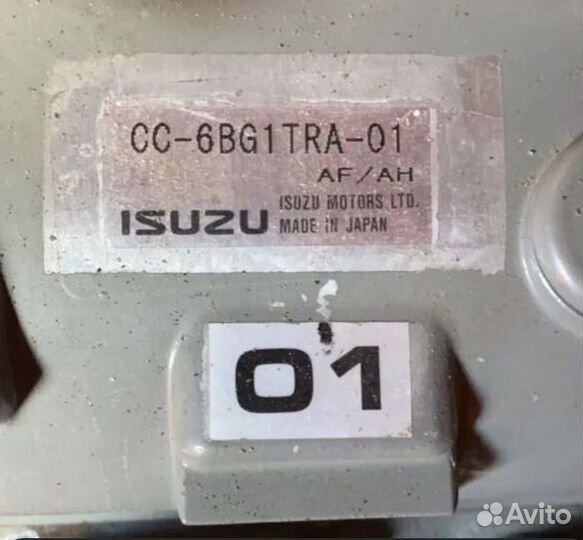 CC-6BG1TRA-01
AF/AH
ISUZU ISUZU MOTORS LTD.
MADE IN JAPAN
01
Avito